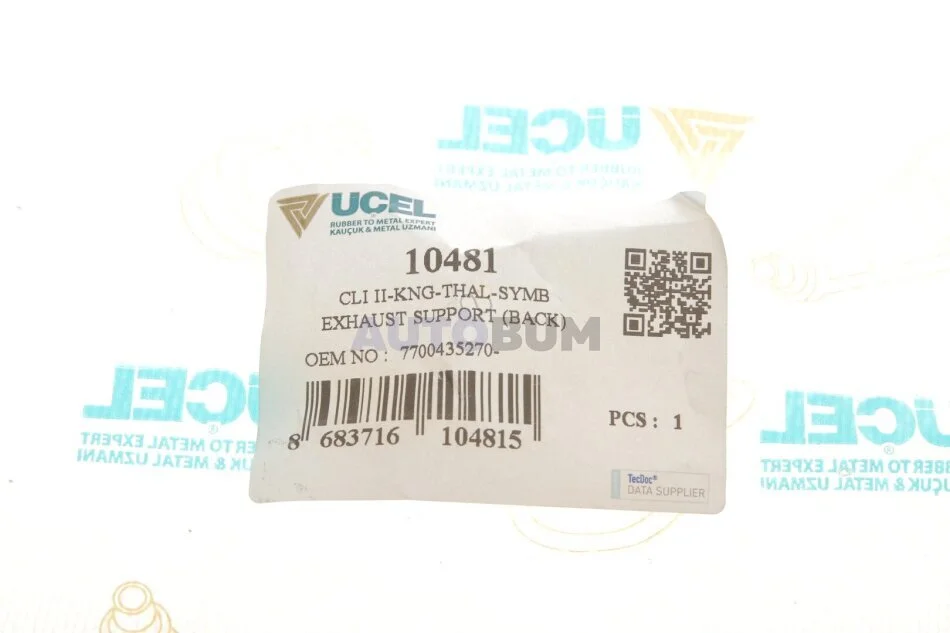 UCEL
RUBBER TO METAL EXPERT
KAUÇUK & METAL UZMANI
UCEL
RUBBER TO METAL EXPERT
KAUÇUK & METAL UZMANI
10481
CLI II-KNG-THAL-SYMB
EXHAUST SUPPORT (BACK)
AUTOBUM
OEM NO : 7700435270-
PCS : 1
8 683716 104815
TecDoc®
DATA SUPPLIER
UCEL
RUBBER TO METAL EXPERT
KAUÇUK & METAL UZMANI
UCEL
RUBBER TO METAL EXPERT
KAUÇUK & METAL UZMANI